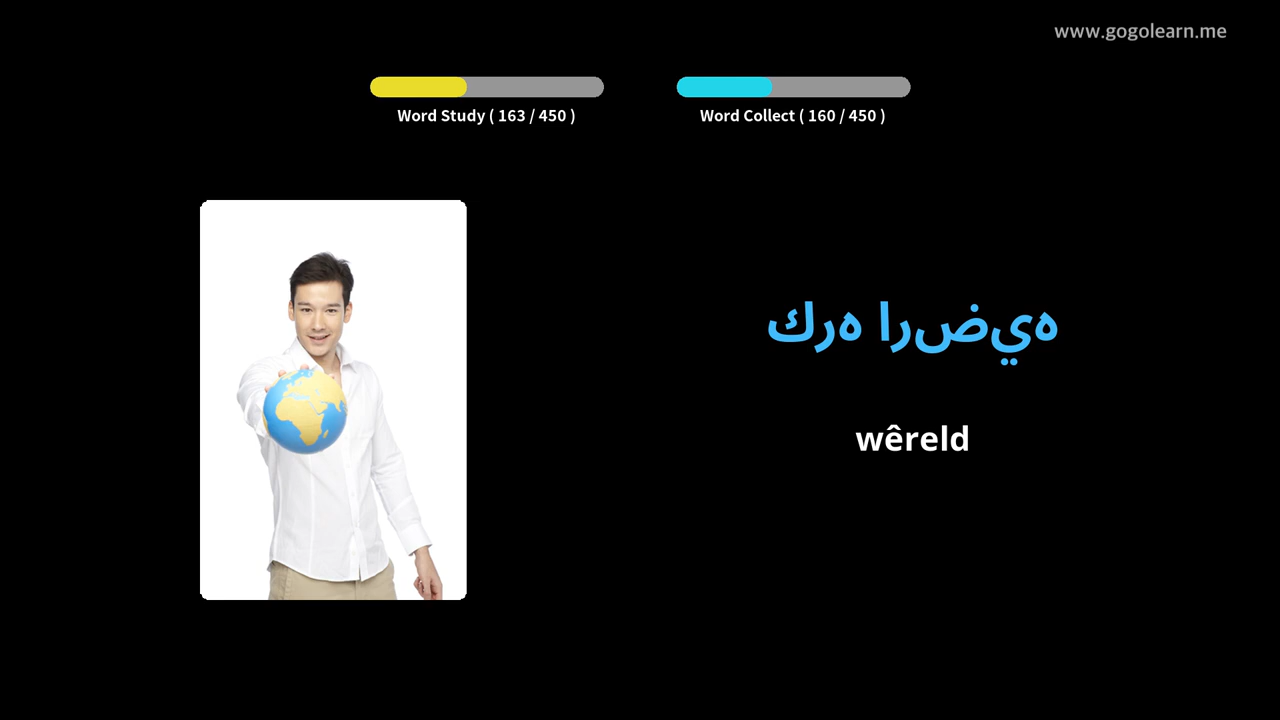 www.gogolearn.me
Word Study ( 163 / 450 )
Word Collect ( 160 / 450 )
كره ارضيه
wêreld